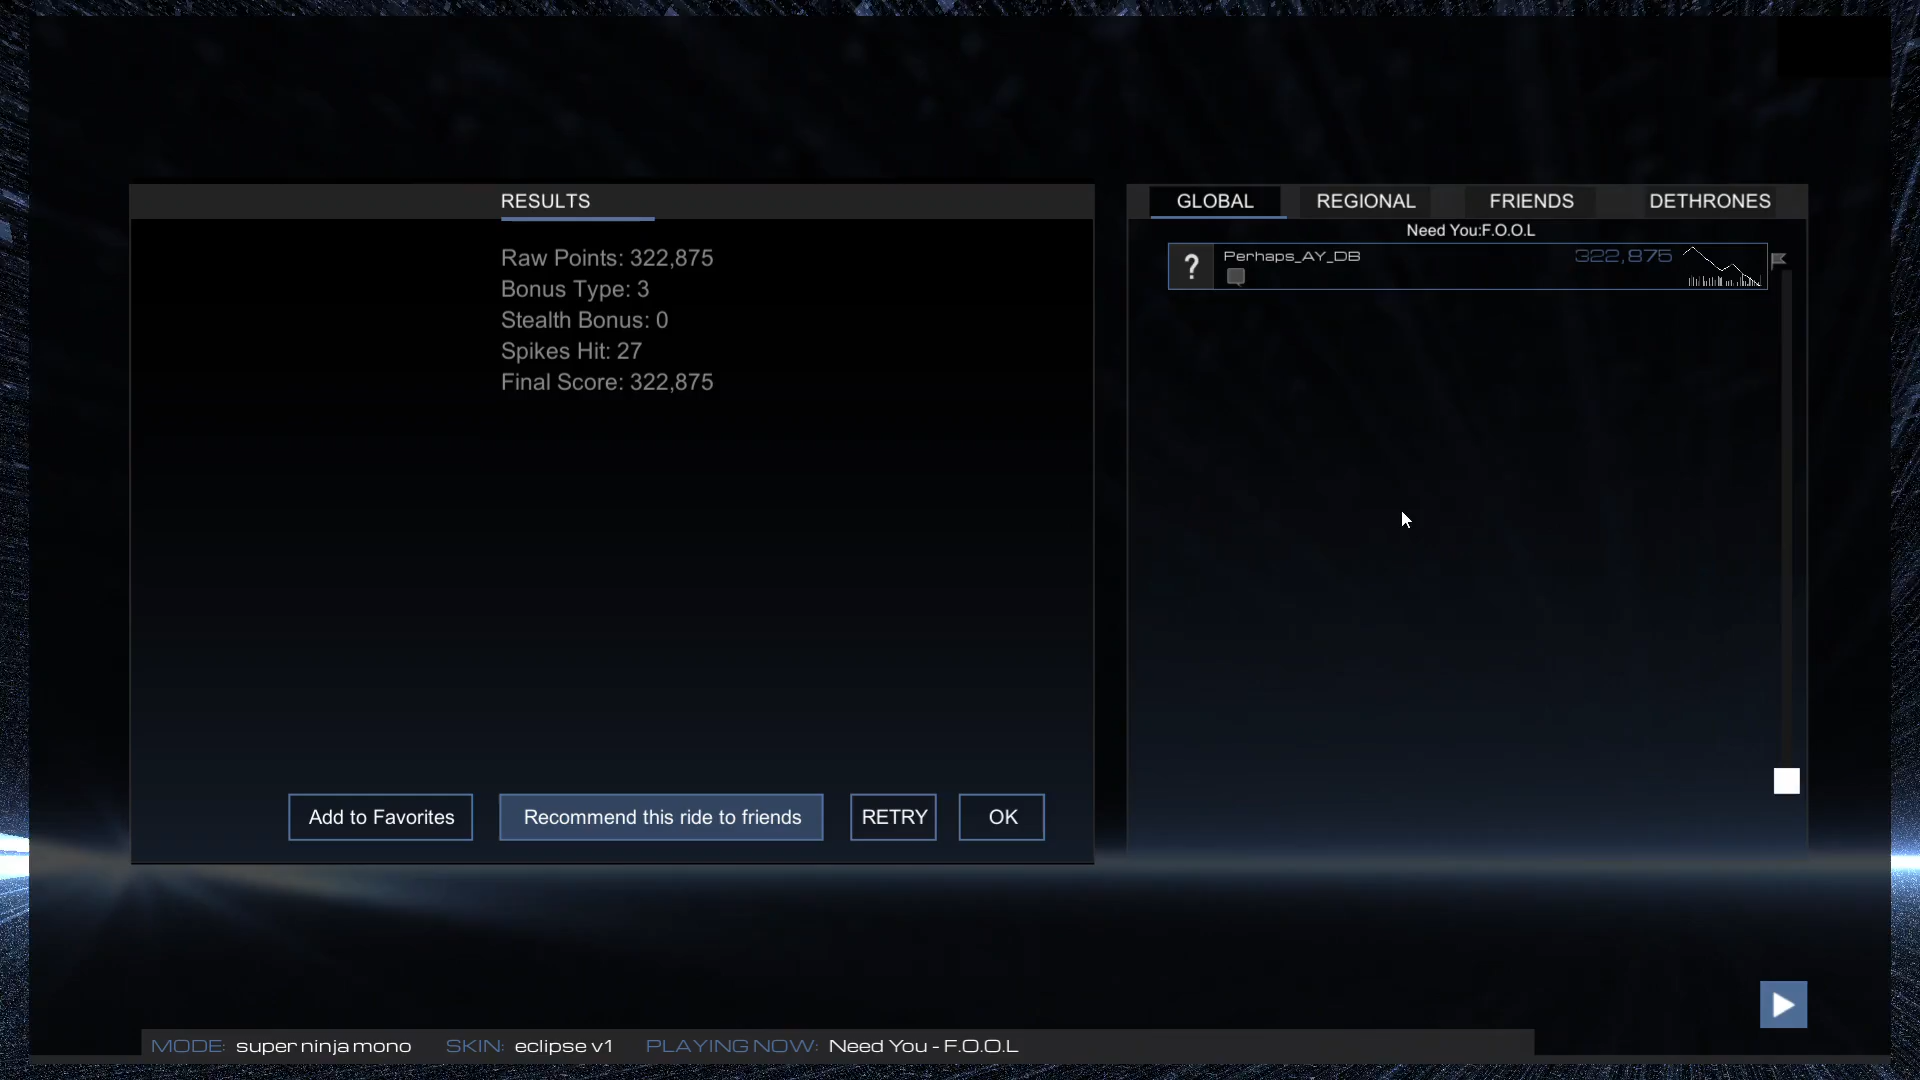 RESULTS
Raw Points: 322,875
Bonus Type: 3
Stealth Bonus: 0
Spikes Hit: 27
Final Score: 322,875
Add to Favorites
Recommend this ride to friends
RETRY
OK
GLOBAL REGIONAL FRIENDS DETHRONES
Need You:F.O.O.L
? Perhaps_AY_DB 322,875
MODE: super ninja mono SKIN: eclipse v1 PLAYING NOW: Need You - F.O.O.L